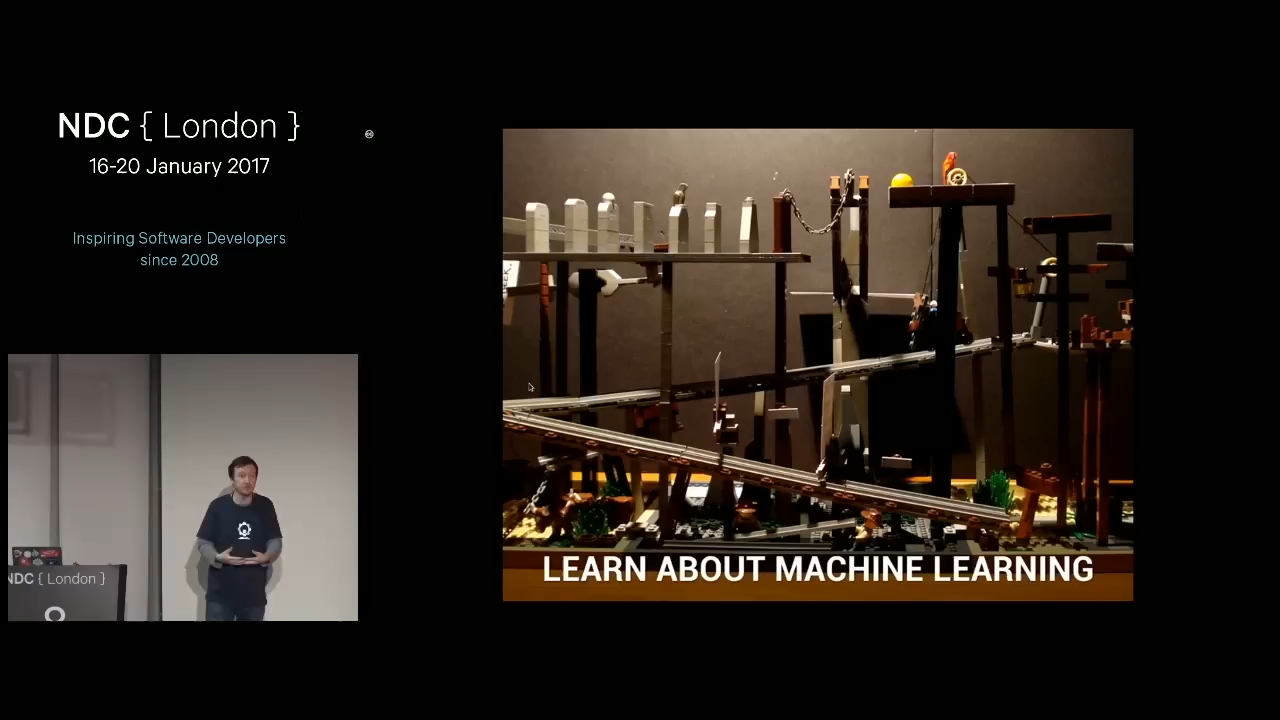 NDC { London }
16-20 January 2017
Inspiring Software Developers
since 2008
NDC { London }
LEARN ABOUT MACHINE LEARNING